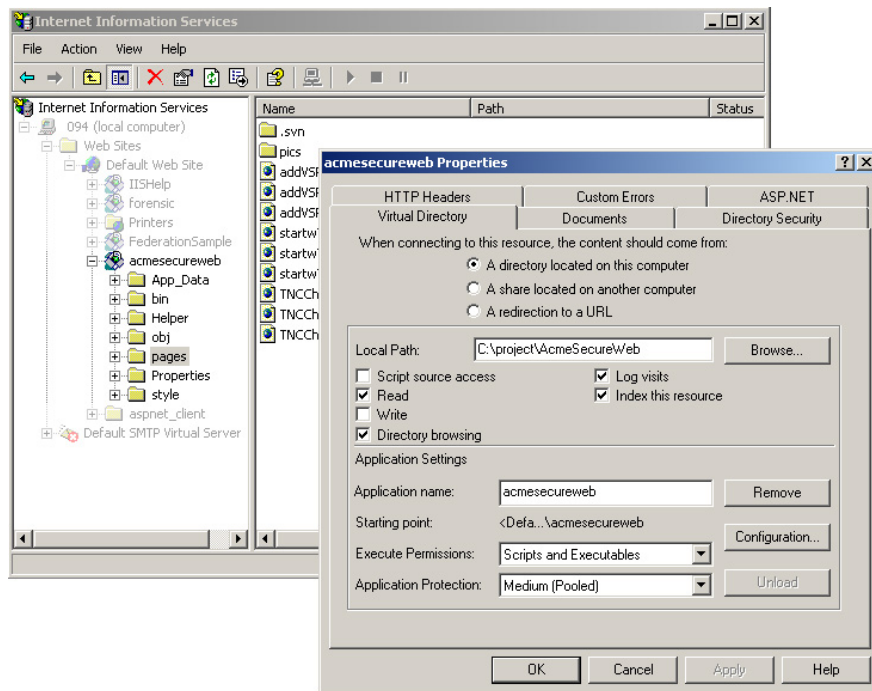 Internet Information Services
File Action View Help
Internet Information Services
094 (local computer)
Web Sites
Default Web Site
IISHelp
forensic
Printers
FederationSample
acmesecureweb
App_Data
bin
Helper
obj
pages
Properties
style
aspnet_client
Default SMTP Virtual Server
Name Path Status
.svn
pics
addVSF
addVSF
addVSF
startw
startw
startw
TNCCh
TNCCh
TNCCh
acmesecureweb Properties
HTTP Headers Custom Errors ASP.NET
Virtual Directory Documents Directory Security
When connecting to this resource, the content should come from:
A directory located on this computer
A share located on another computer
A redirection to a URL
Local Path: C:\project\AcmeSecureWeb Browse...
Script source access Log visits
Read Index this resource
Write
Directory browsing
Application Settings
Application name: acmesecureweb Remove
Starting point: <Defa...\acmesecureweb
Configuration...
Execute Permissions: Scripts and Executables
Application Protection: Medium (Pooled) Unload
OK Cancel Apply Help